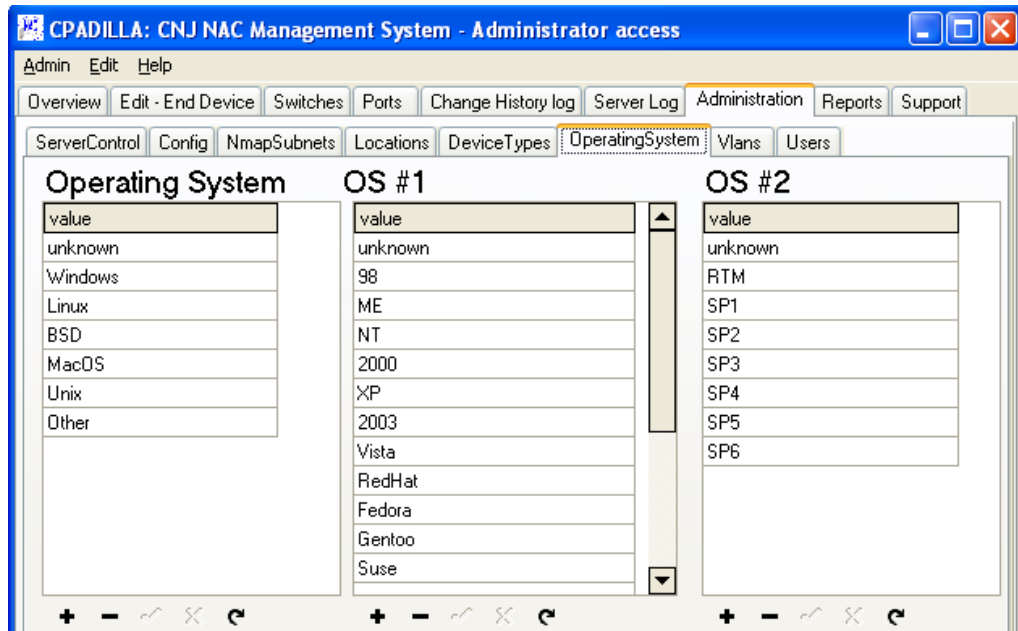 CPADILLA: CNJ NAC Management System - Administrator access
Admin Edit Help
Overview Edit - End Device Switches Ports Change History log Server Log Administration Reports Support
ServerControl Config NmapSubnets Locations DeviceTypes OperatingSystem Vlans Users
Operating System OS #1 OS #2
value value value
unknown unknown unknown
Windows 98 RTM
Linux ME SP1
BSD NT SP2
MacOS 2000 SP3
Unix XP SP4
Other 2003 SP5
Vista SP6
RedHat
Fedora
Gentoo
Suse